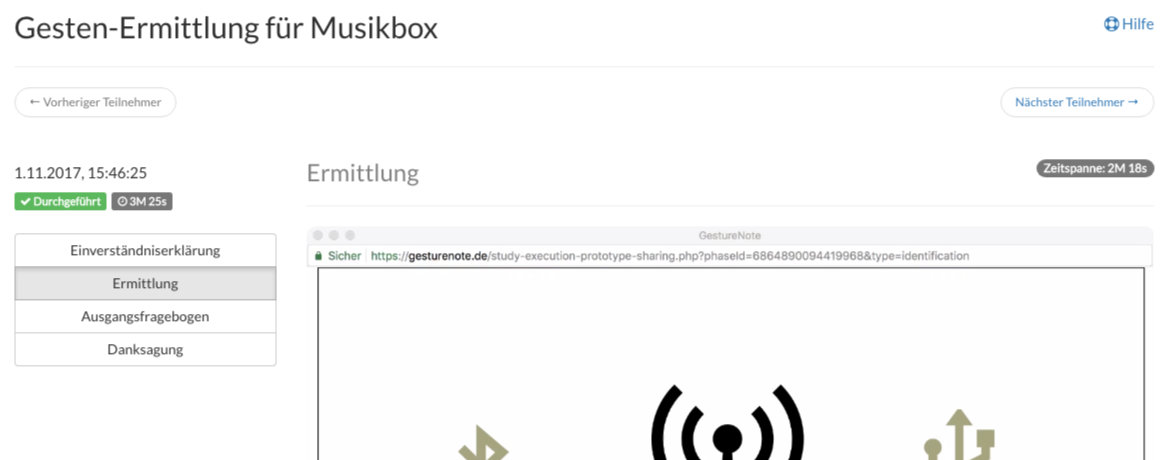 Gesten-Ermittlung für Musikbox
Hilfe
← Vorheriger Teilnehmer
Nächster Teilnehmer →
1.11.2017, 15:46:25
Durchgeführt 3M 25s
Einverständniserklärung
Ermittlung
Ausgangsfragebogen
Danksagung
Ermittlung
Zeitspanne: 2M 18s
GestureNote
Sicher https://gesturenote.de/study-execution-prototype-sharing.php?phaseId=6864890094419968&type=identification